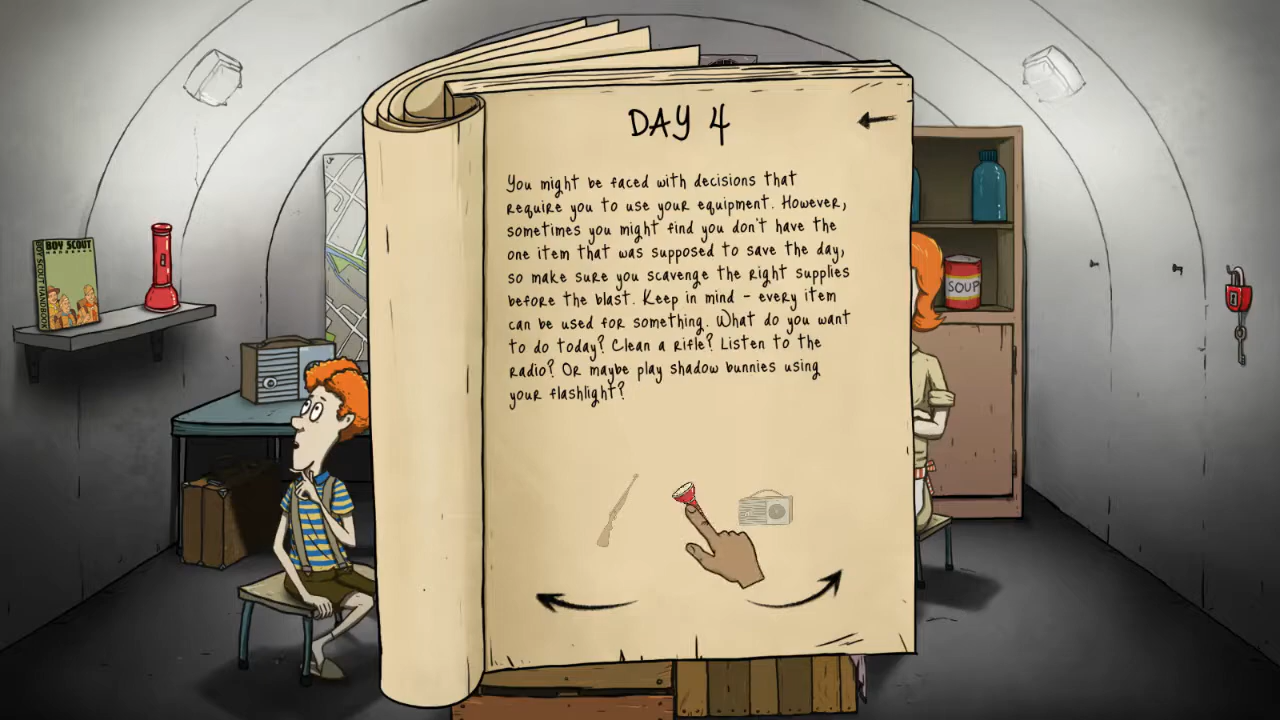 DAY 4
You might be faced with decisions that
require you to use your equipment. However,
sometimes you might find you don't have the
one item that was supposed to save the day,
so make sure you scavenge the right supplies
before the blast. Keep in mind - every item
can be used for something. What do you want
to do today? Clean a rifle? Listen to the
radio? Or maybe play shadow bunnies using
your flashlight?
BOY SCOUT
BOY SCOUT HANDBOOK
SOUP